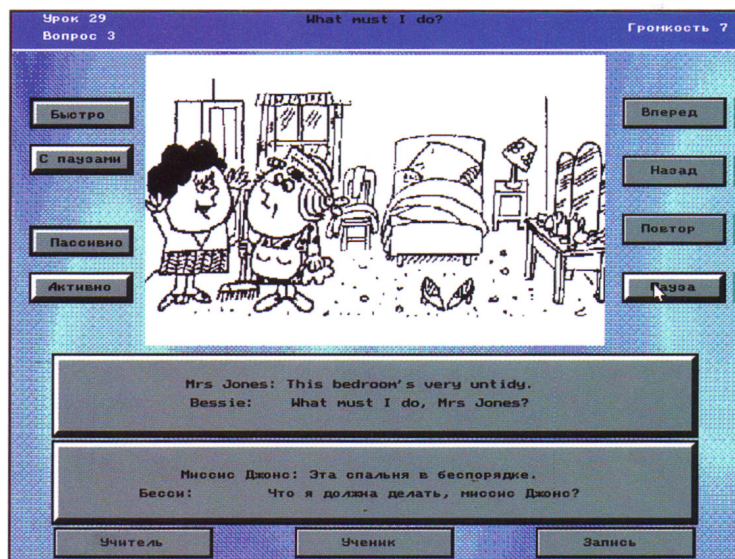 Урок 29
What must I do?
Громкость 7
Вопрос 3
Быстро
С паузами
Пассивно
Активно
Вперед
Назад
Повтор
Пауза
Mrs Jones: This bedroom's very untidy.
Bessie: What must I do, Mrs Jones?
Миссис Джонс: Эта спальня в беспорядке.
Бесси: Что я должна делать, миссис Джонс?
Учитель
Ученик
Запись